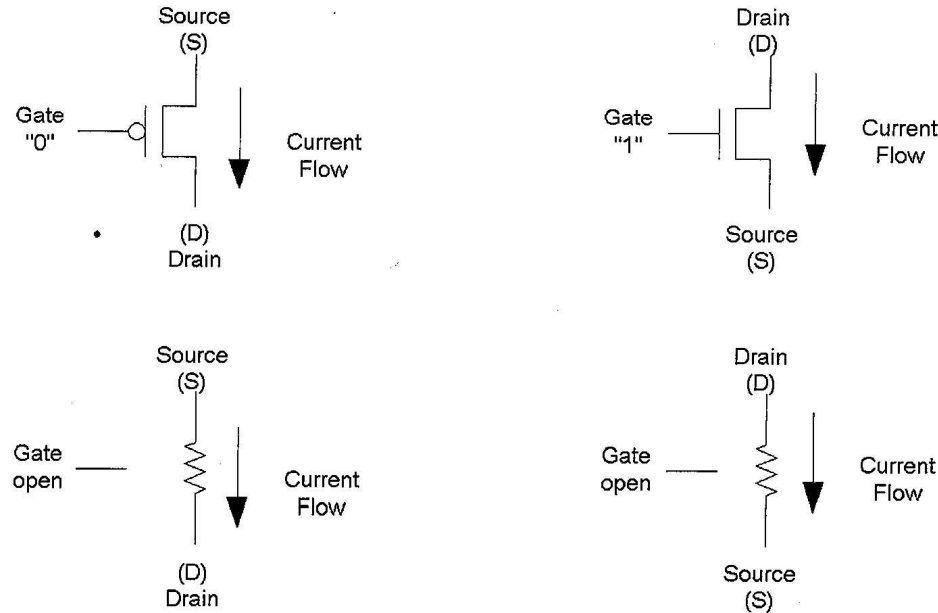 Source
(S)
Gate
"0"
Current
Flow
(D)
Drain
Drain
(D)
Gate
"1"
Current
Flow
Source
(S)
Source
(S)
Gate
open
Current
Flow
(D)
Drain
Drain
(D)
Gate
open
Current
Flow
Source
(S)